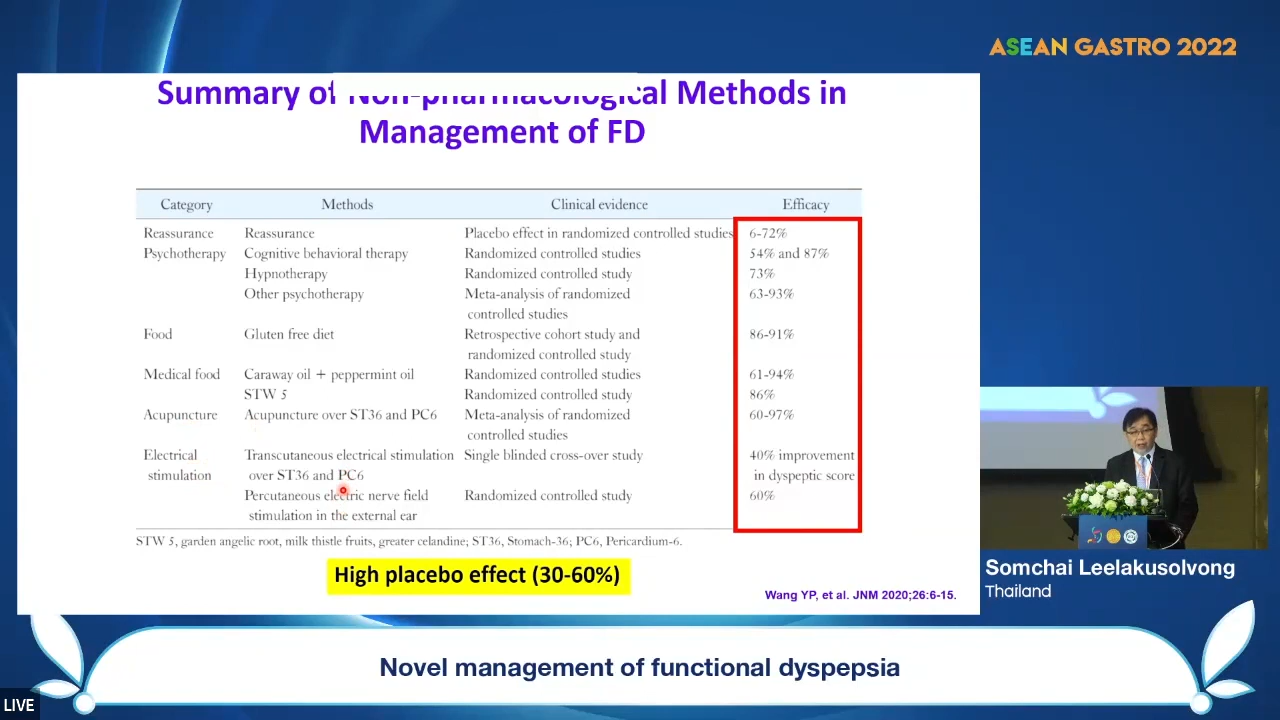 ASEAN GASTRO 2022
Summary of Non-pharmacological Methods in
Management of FD
Category Methods Clinical evidence Efficacy
Reassurance Reassurance Placebo effect in randomized controlled studies 6-72%
Psychotherapy Cognitive behavioral therapy Randomized controlled studies 54% and 87%
Hypnotherapy Randomized controlled study 73%
Other psychotherapy Meta-analysis of randomized 63-93%
controlled studies
Food Gluten free diet Retrospective cohort study and 86-91%
randomized controlled study
Medical food Caraway oil + peppermint oil Randomized controlled studies 61-94%
STW 5 Randomized controlled study 86%
Acupuncture Acupuncture over ST36 and PC6 Meta-analysis of randomized 60-97%
controlled studies
Electrical Transcutaneous electrical stimulation Single blinded cross-over study 40% improvement
stimulation over ST36 and PC6 in dyspeptic score
Percutaneous electric nerve field Randomized controlled study 60%
stimulation in the external ear
STW 5, garden angelic root, milk thistle fruits, greater celandine; ST36, Stomach-36; PC6, Pericardium-6.
High placebo effect (30-60%)
Wang YP, et al. JNM 2020;26:6-15.
Somchai Leelakusolvong
Thailand
Novel management of functional dyspepsia
LIVE